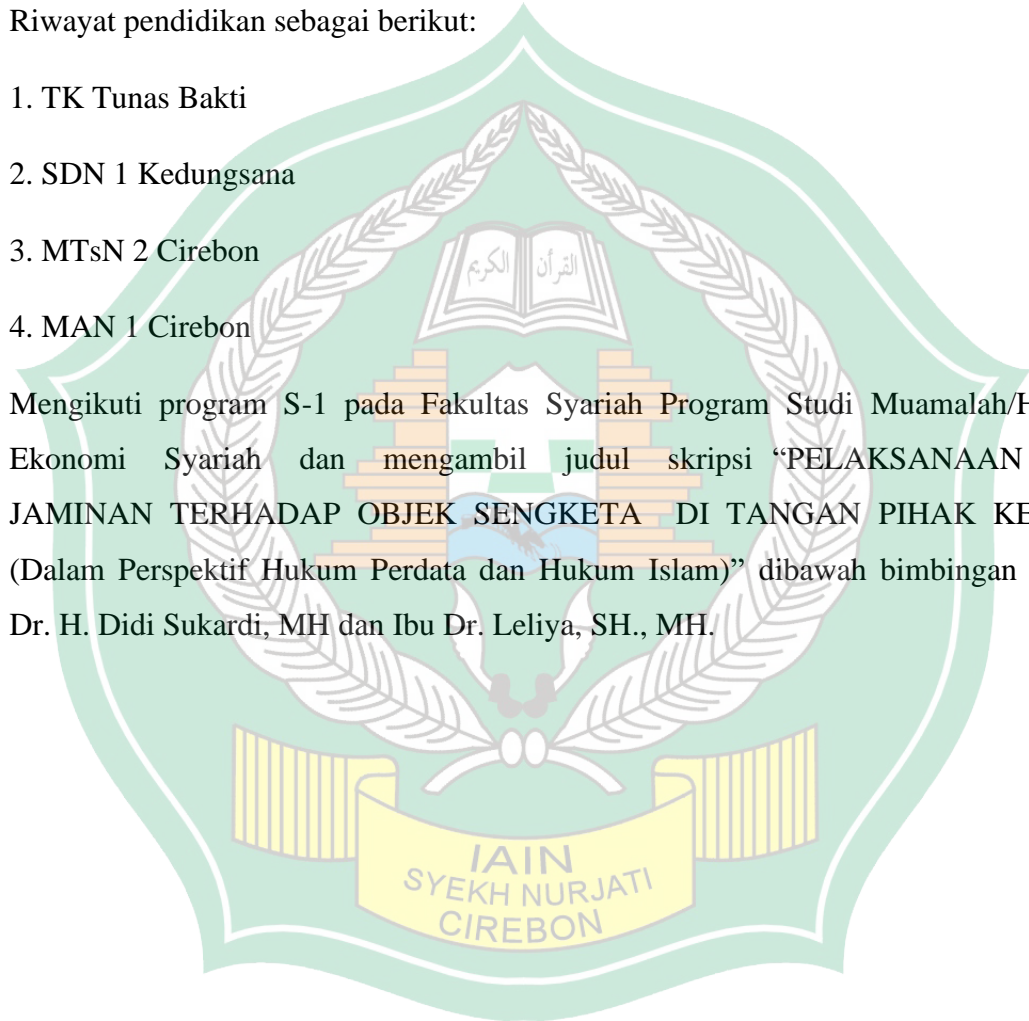 Riwayat pendidikan sebagai berikut:
1. TK Tunas Bakti
2. SDN 1 Kedungsana
3. MTsN 2 Cirebon
4. MAN 1 Cirebon
Mengikuti program S-1 pada Fakultas Syariah Program Studi Muamalah/H
Ekonomi Syariah dan mengambil judul skripsi “PELAKSANAAN
JAMINAN TERHADAP OBJEK SENGKETA DI TANGAN PIHAK KE
(Dalam Perspektif Hukum Perdata dan Hukum Islam)” dibawah bimbingan
Dr. H. Didi Sukardi, MH dan Ibu Dr. Leliya, SH., MH.
القرآن الكريم
IAIN
SYEKH NURJATI
CIREBON